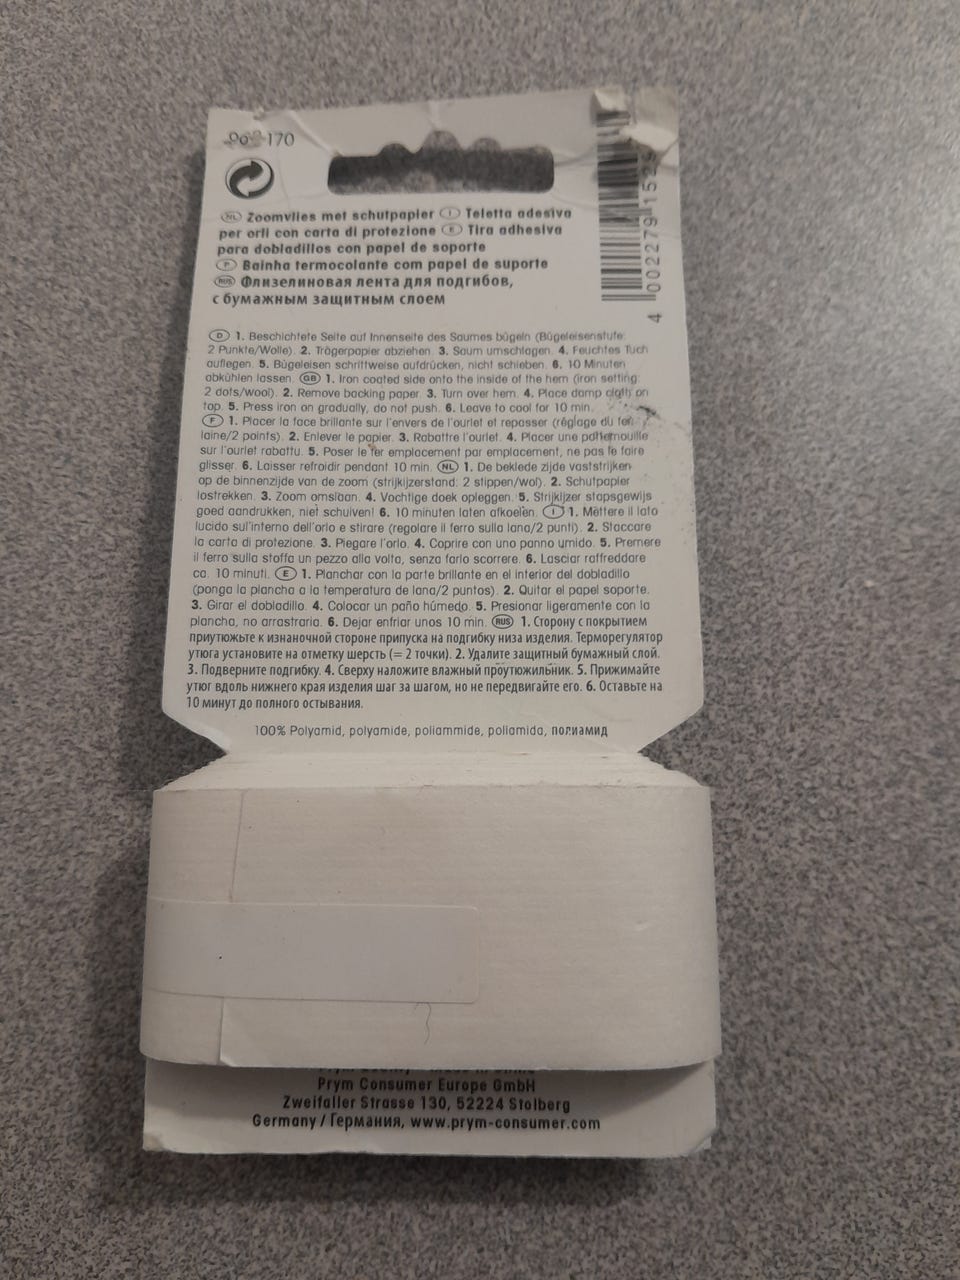 170
NL Zoomvlies met schutpapier I Teletta adesiva
per orli con carta di protezione E Tira adhesiva
para dobladillos con papel de soporte
P Bainha termocolante com papel de suporte
RUS Флизелиновая лента для подгибов,
с бумажным защитным слоем
4 002279 152
D 1. Beschichtete Seite auf Innenseite des Saumes bügeln (Bügeleisenstufe:
2 Punkte/Wolle). 2. Trägerpapier abziehen. 3. Saum umschlagen. 4. Feuchtes Tuch
auflegen. 5. Bügeleisen schrittweise aufdrücken, nicht schieben. 6. 10 Minuten
abkühlen lassen. GB 1. Iron coated side onto the inside of the hem (iron setting:
2 dots/wool). 2. Remove backing paper. 3. Turn over hem. 4. Place damp cloth on
top. 5. Press iron on gradually, do not push. 6. Leave to cool for 10 min.
F 1. Placer la face brillante sur l'envers de l'ourlet et repasser (réglage du fer:
laine/2 points). 2. Enlever le papier. 3. Rabattre l'ourlet. 4. Placer une pattemouille
sur l'ourlet rabattu. 5. Poser le fer emplacement par emplacement, ne pas le faire
glisser. 6. Laisser refroidir pendant 10 min. NL 1. De beklede zijde vaststrijken
op de binnenzijde van de zoom (strijkijzerstand: 2 stippen/wol). 2. Schutpapier
lostrekken. 3. Zoom omslaan. 4. Vochtige doek opleggen. 5. Strijkijzer stapsgewijs
goed aandrukken, niet schuiven! 6. 10 minuten laten afkoelen. I 1. Mettere il lato
lucido sull'interno dell'orlo e stirare (regolare il ferro sulla lana/2 punti). 2. Staccare
la carta di protezione. 3. Piegare l'orlo. 4. Coprire con uno panno umido. 5. Premere
il ferro sulla stoffa un pezzo alla volta, senza farlo scorrere. 6. Lasciar raffreddare
ca. 10 minuti. E 1. Planchar con la parte brillante en el interior del dobladillo
(ponga la plancha a la temperatura de lana/2 puntos). 2. Quitar el papel soporte.
3. Girar el dobladillo. 4. Colocar un paño húmedo. 5. Presionar ligeramente con la
plancha, no arrastrarla. 6. Dejar enfriar unos 10 min. RUS 1. Сторону с покрытием
приутюжьте к изнаночной стороне припуска на подгибку низа изделия. Терморегулятор
утюга установите на отметку шерсть (= 2 точки). 2. Удалите защитный бумажный слой.
3. Подверните подгибку. 4. Сверху наложите влажный проутюжильник. 5. Прижимайте
утюг вдоль нижнего края изделия шаг за шагом, но не передвигайте его. 6. Оставьте на
10 минут до полного остывания.
100% Polyamid, polyamide, poliammide, poliamida, полиамид
Prym Consumer Europe GmbH
Zweifaller Strasse 130, 52224 Stolberg
Germany / Германия, www.prym-consumer.com